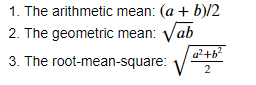 1. The arithmetic mean: (a + b)/2
2. The geometric mean: √ab
3. The root-mean-square: √(a²+b²/2)